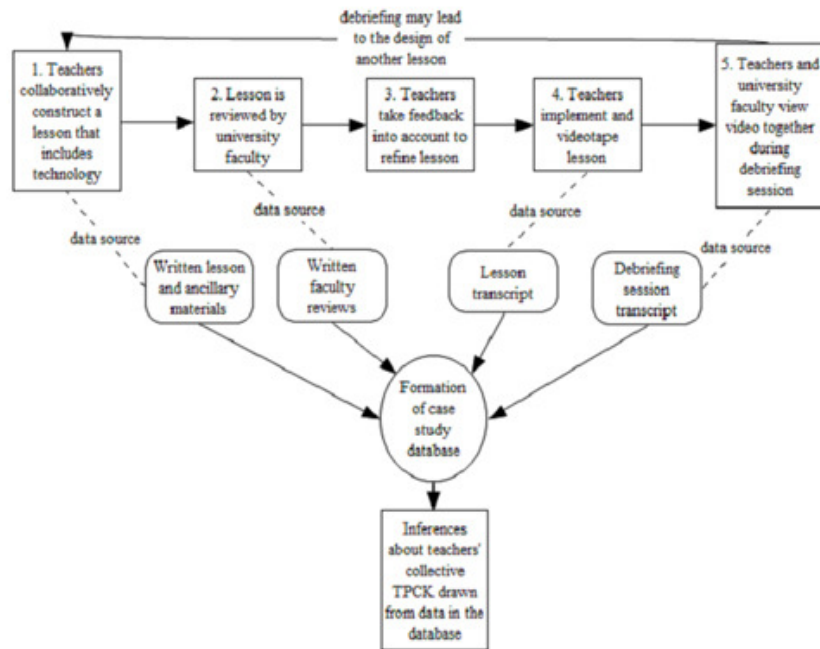 debriefing may lead
to the design of
another lesson
1. Teachers
collaboratively
construct a
lesson that
includes
technology
2. Lesson is
reviewed by
university
faculty
3. Teachers
take feedback
into account to
refine lesson
4. Teachers
implement and
videotape
lesson
5. Teachers and
university
faculty view
video together
during
debriefing
session
data source
data source
data source
data source
Written lesson
and ancillary
materials
Written
faculty
reviews
Lesson
transcript
Debriefing
session
transcript
Formation
of case
study
database
Inferences
about teachers'
collective
TPCK drawn
from data in the
database